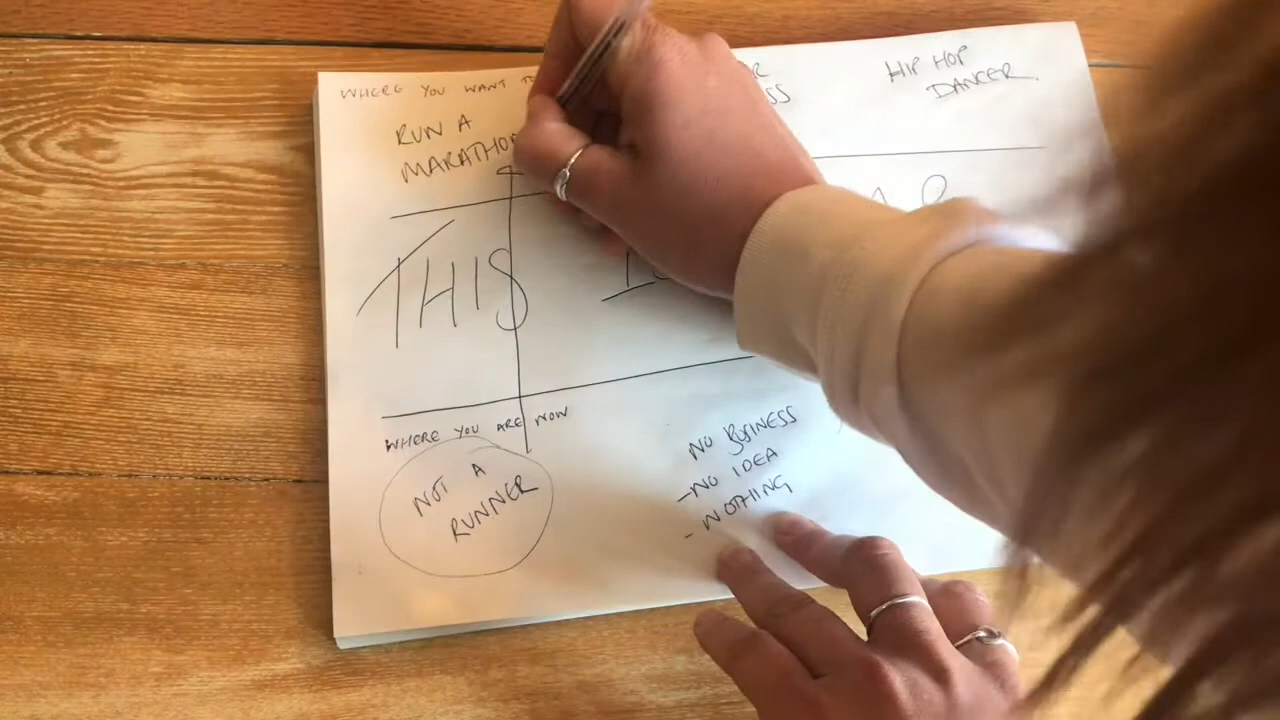 WHERE YOU WANT
RUN A
MARATHON
HIP HOP
DANCER.
THIS
WHERE YOU ARE NOW
NOT A
RUNNER
NO BUSINESS
- NO IDEA
- NOTHING